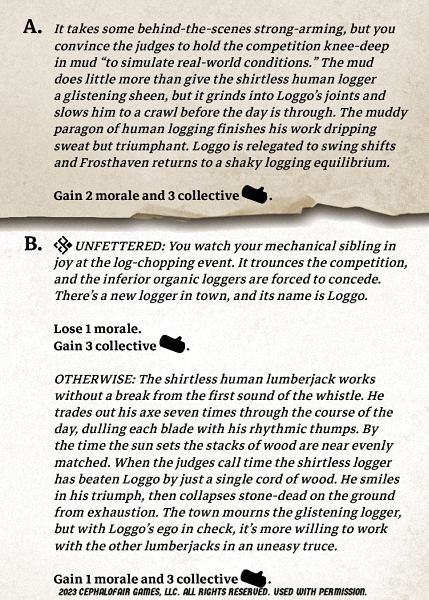 A. It takes some behind-the-scenes strong-arming, but you
convince the judges to hold the competition knee-deep
in mud “to simulate real-world conditions.” The mud
does little more than give the shirtless human logger
a glistening sheen, but it grinds into Loggo’s joints and
slows him to a crawl before the day is through. The muddy
paragon of human logging finishes his work dripping
sweat but triumphant. Loggo is relegated to swing shifts
and Frosthaven returns to a shaky logging equilibrium.
Gain 2 morale and 3 collective .
B. UNFETTERED: You watch your mechanical sibling in
joy at the log-chopping event. It trounces the competition,
and the inferior organic loggers are forced to concede.
There’s a new logger in town, and its name is Loggo.
Lose 1 morale.
Gain 3 collective .
OTHERWISE: The shirtless human lumberjack works
without a break from the first sound of the whistle. He
trades out his axe seven times through the course of the
day, dulling each blade with his rhythmic thumps. By
the time the sun sets the stacks of wood are near evenly
matched. When the judges call time the shirtless logger
has beaten Loggo by just a single cord of wood. He smiles
in his triumph, then collapses stone-dead on the ground
from exhaustion. The town mourns the glistening logger,
but with Loggo’s ego in check, it’s more willing to work
with the other lumberjacks in an uneasy truce.
Gain 1 morale and 3 collective .
2023 CEPHALOFAIR GAMES, LLC. ALL RIGHTS RESERVED. USED WITH PERMISSION.